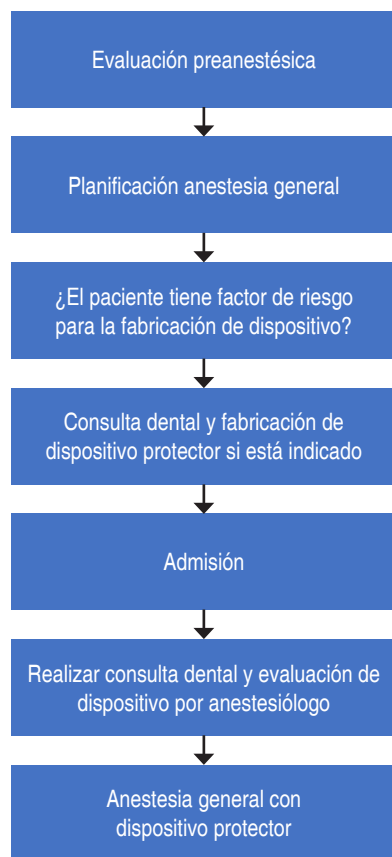 Evaluación preanestésica
Planificación anestesia general
¿El paciente tiene factor de riesgo
para la fabricación de dispositivo?
Consulta dental y fabricación de
dispositivo protector si está indicado
Admisión
Realizar consulta dental y evaluación de
dispositivo por anestesiólogo
Anestesia general con
dispositivo protector